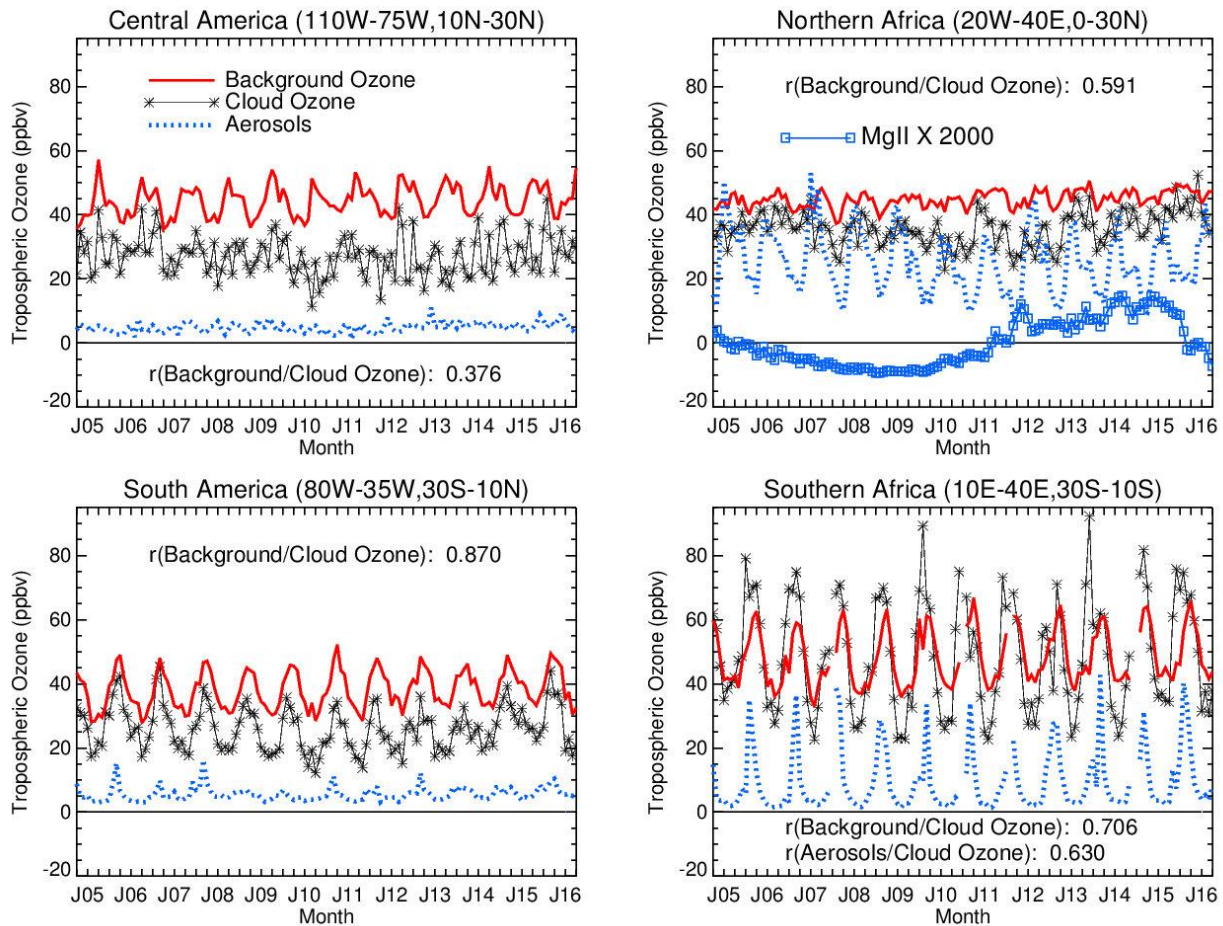 Central America (110W-75W,10N-30N)
Tropospheric Ozone (ppbv)
80
60
40
20
0
-20
Background Ozone
Cloud Ozone
Aerosols
r(Background/Cloud Ozone): 0.376
J05 J06 J07 J08 J09 J10 J11 J12 J13 J14 J15 J16
Month
Northern Africa (20W-40E,0-30N)
Tropospheric Ozone (ppbv)
80
60
40
20
0
-20
r(Background/Cloud Ozone): 0.591
MgII X 2000
J05 J06 J07 J08 J09 J10 J11 J12 J13 J14 J15 J16
Month
South America (80W-35W,30S-10N)
Tropospheric Ozone (ppbv)
80
60
40
20
0
-20
r(Background/Cloud Ozone): 0.870
J05 J06 J07 J08 J09 J10 J11 J12 J13 J14 J15 J16
Month
Southern Africa (10E-40E,30S-10S)
Tropospheric Ozone (ppbv)
80
60
40
20
0
-20
r(Background/Cloud Ozone): 0.706
r(Aerosols/Cloud Ozone): 0.630
J05 J06 J07 J08 J09 J10 J11 J12 J13 J14 J15 J16
Month